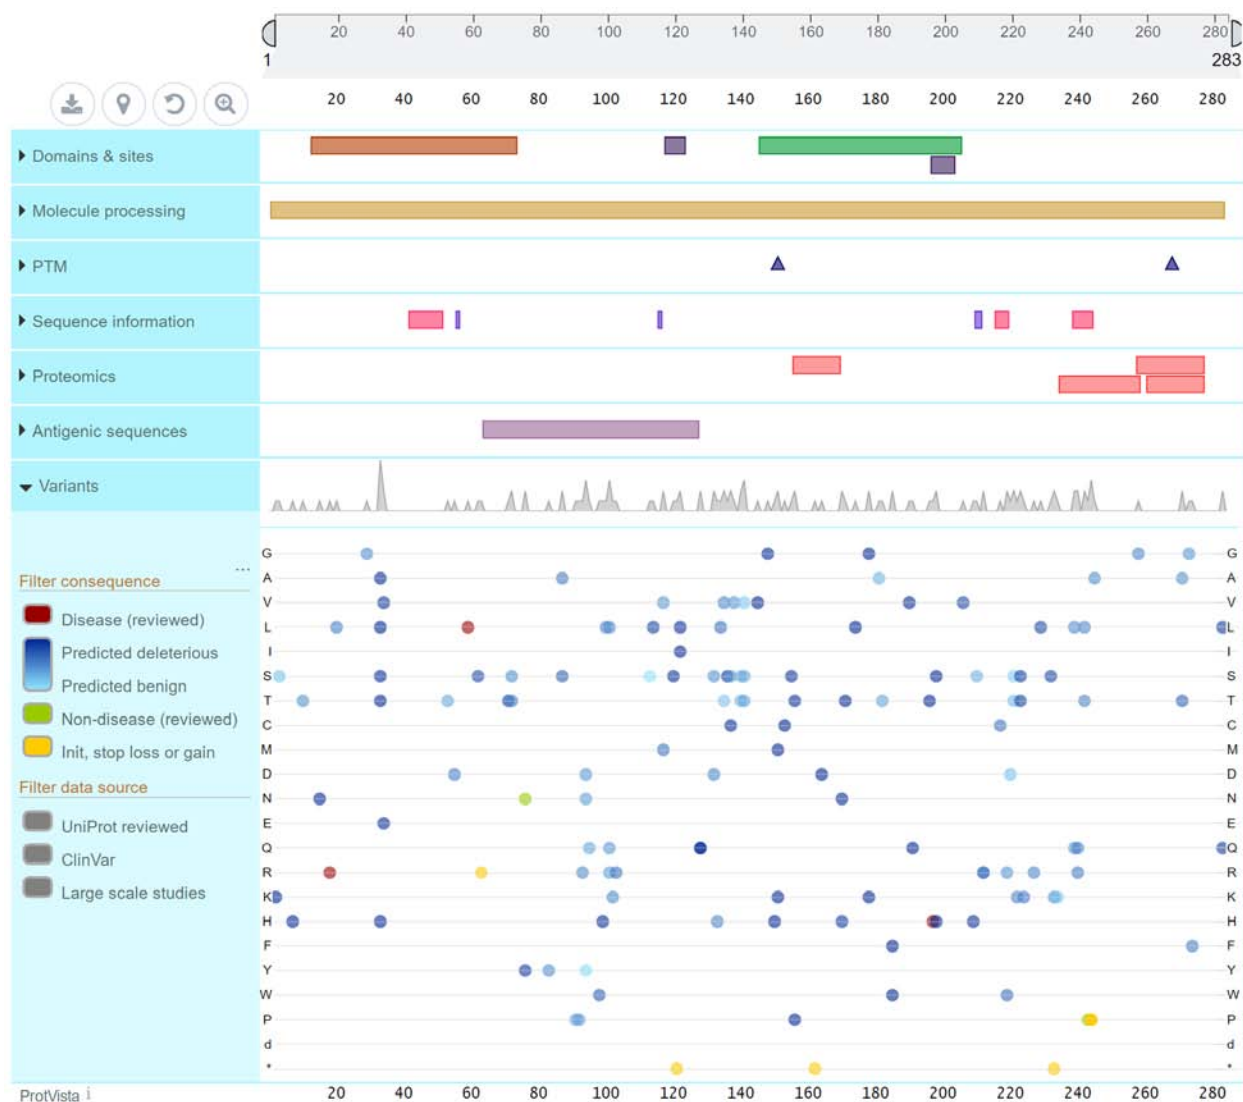 20 40 60 80 100 120 140 160 180 200 220 240 260 280
1 283
20 40 60 80 100 120 140 160 180 200 220 240 260 280
Domains & sites
Molecule processing
PTM
Sequence information
Proteomics
Antigenic sequences
Variants
...
Filter consequence
Disease (reviewed)
Predicted deleterious
Predicted benign
Non-disease (reviewed)
Init, stop loss or gain
Filter data source
UniProt reviewed
ClinVar
Large scale studies
G G
A A
V V
L L
I I
S S
T T
C C
M M
D D
N N
E E
Q Q
R R
K K
H H
F F
Y Y
W W
P P
d d
* *
ProtVista i
20 40 60 80 100 120 140 160 180 200 220 240 260 280